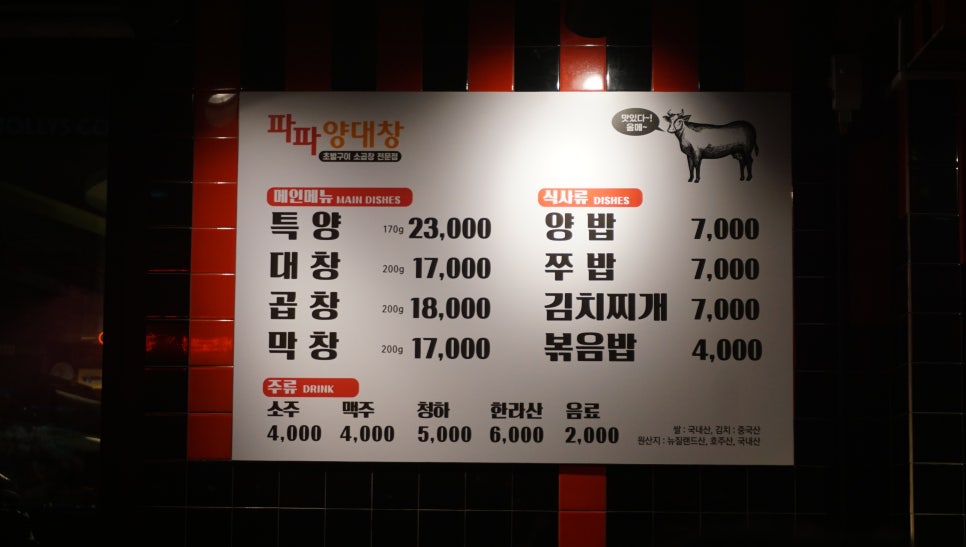 파파양대창
초벌구이 소곱창 전문점
맛있다~!
음메~
메인메뉴 MAIN DISHES
특양 170g 23,000
대창 200g 17,000
곱창 200g 18,000
막창 200g 17,000
식사류 DISHES
양밥 7,000
쭈밥 7,000
김치찌개 7,000
볶음밥 4,000
주류 DRINK
소주 맥주 청하 한라산 음료
4,000 4,000 5,000 6,000 2,000
쌀 : 국내산, 김치 : 중국산
원산지 : 뉴질랜드산, 호주산, 국내산